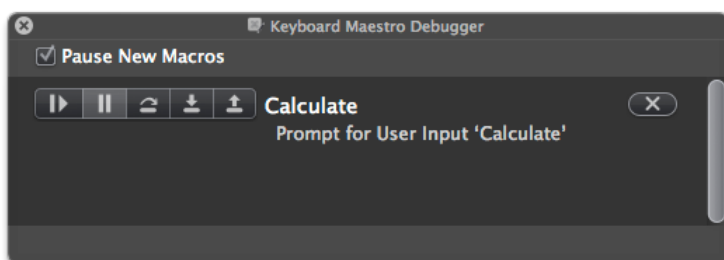 Keyboard Maestro Debugger
Pause New Macros
Calculate
Prompt for User Input ‘Calculate’